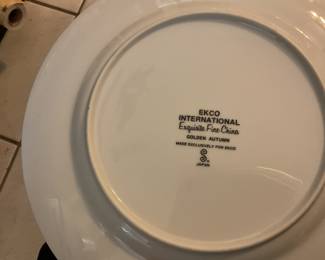 EKCO
INTERNATIONAL
Exquisite Fine China
GOLDEN AUTUMN
MADE EXCLUSIVELY FOR EKCO
JAPAN